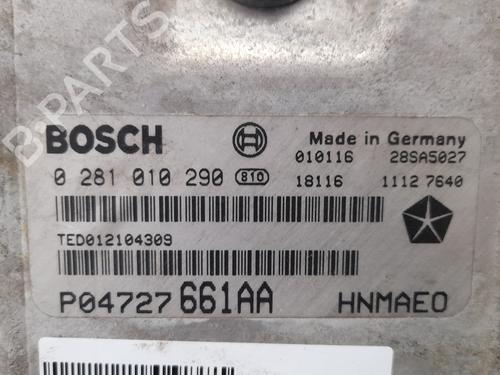 B-PARTS
BOSCH
Made in Germany
010116 28SA5027
0 281 010 290 810 18116 1112 7640
TED012104309
P04727661AA HNMAEO